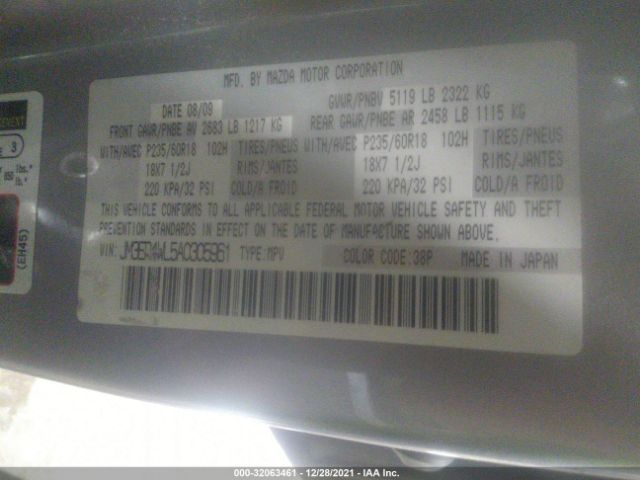 MFD. BY MAZDA MOTOR CORPORATION
DATE 08/09 GVWR/PNBV 5119 LB 2322 KG
FRONT GAWR/PNBE AV 2683 LB 1217 KG REAR GAWR/PNBE AR 2458 LB 1115 KG
WITH/AVEC P235/60R18 102H TIRES/PNEUS WITH/AVEC P235/60R18 102H TIRES/PNEUS
18X7 1/2J RIMS/JANTES 18X7 1/2J RIMS/JANTES
220 KPA/32 PSI COLD/A FROID 220 KPA/32 PSI COLD/A FROID
THIS VEHICLE CONFORMS TO ALL APPLICABLE FEDERAL MOTOR VEHICLE SAFETY AND THEFT
PREVENTION STANDARDS IN EFFECT ON THE DATE OF MANUFACTURE SHOWN ABOVE.
VIN: TYPE:MPV COLOR CODE:38P MADE IN JAPAN
3
lbs.*
850 lb.*
(EH45)
000-32063461 - 12/28/2021 - IAA Inc.